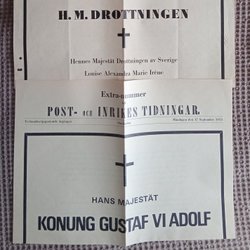 H. M. DROTTNINGEN
Hennes Majestät Drottningen av Sverige
Louise Alexandra Marie Irène
Extra-nummer
POST- OCH INRIKES TIDNINGAR.
HANS MAJESTÄT
KONUNG GUSTAF VI ADOLF